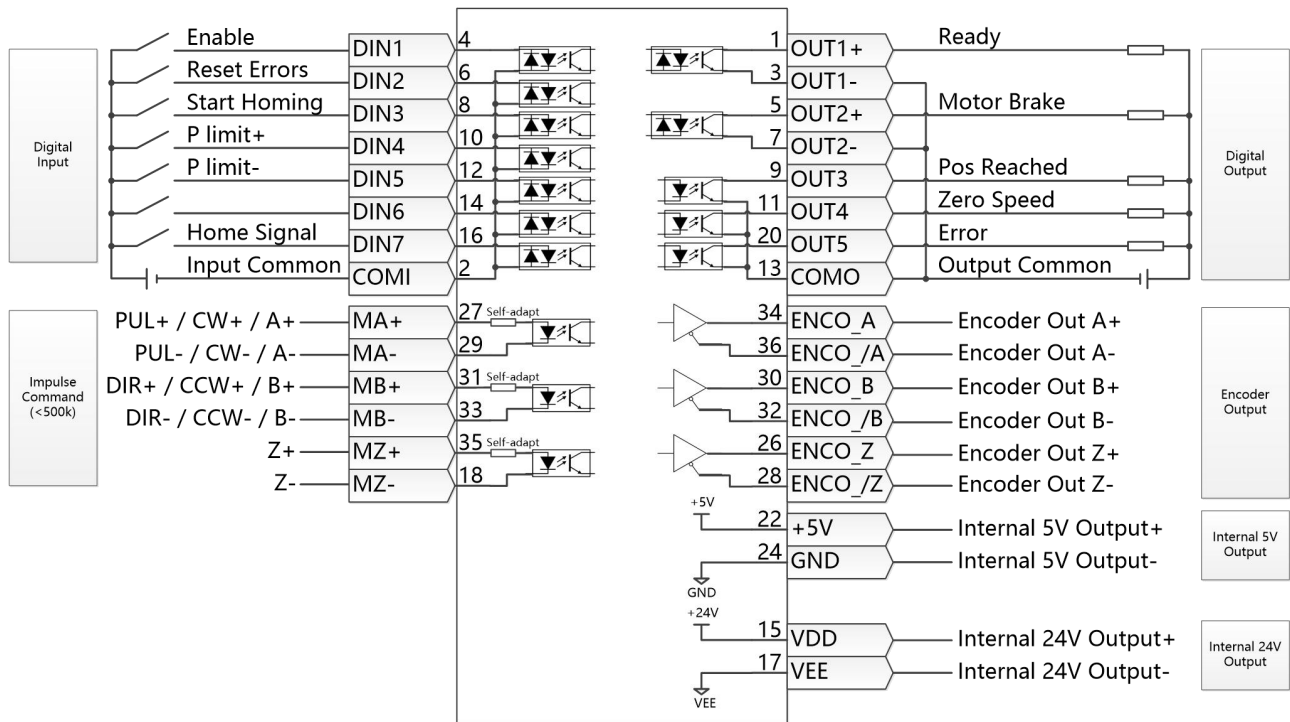 Digital
Input
Enable
DIN1
4
Reset Errors
DIN2
6
Start Homing
DIN3
8
P limit+
DIN4
10
P limit-
DIN5
12
DIN6
14
Home Signal
DIN7
16
Input Common
COMI
2
1
OUT1+
Ready
3
OUT1-
5
OUT2+
Motor Brake
7
OUT2-
9
OUT3
Pos Reached
11
OUT4
Zero Speed
20
OUT5
Error
13
COMO
Output Common
Digital
Output
Impulse
Command
(<500k)
PUL+ / CW+ / A+
MA+
27
Self-adapt
PUL- / CW- / A-
MA-
29
DIR+ / CCW+ / B+
MB+
31
Self-adapt
DIR- / CCW- / B-
MB-
33
Z+
MZ+
35
Self-adapt
Z-
MZ-
18
34
ENCO_A
Encoder Out A+
36
ENCO_/A
Encoder Out A-
30
ENCO_B
Encoder Out B+
32
ENCO_/B
Encoder Out B-
26
ENCO_Z
Encoder Out Z+
28
ENCO_/Z
Encoder Out Z-
Encoder
Output
+5V
22
+5V
Internal 5V Output+
24
GND
Internal 5V Output-
GND
Internal 5V
Output
+24V
15
VDD
Internal 24V Output+
17
VEE
Internal 24V Output-
VEE
Internal 24V
Output